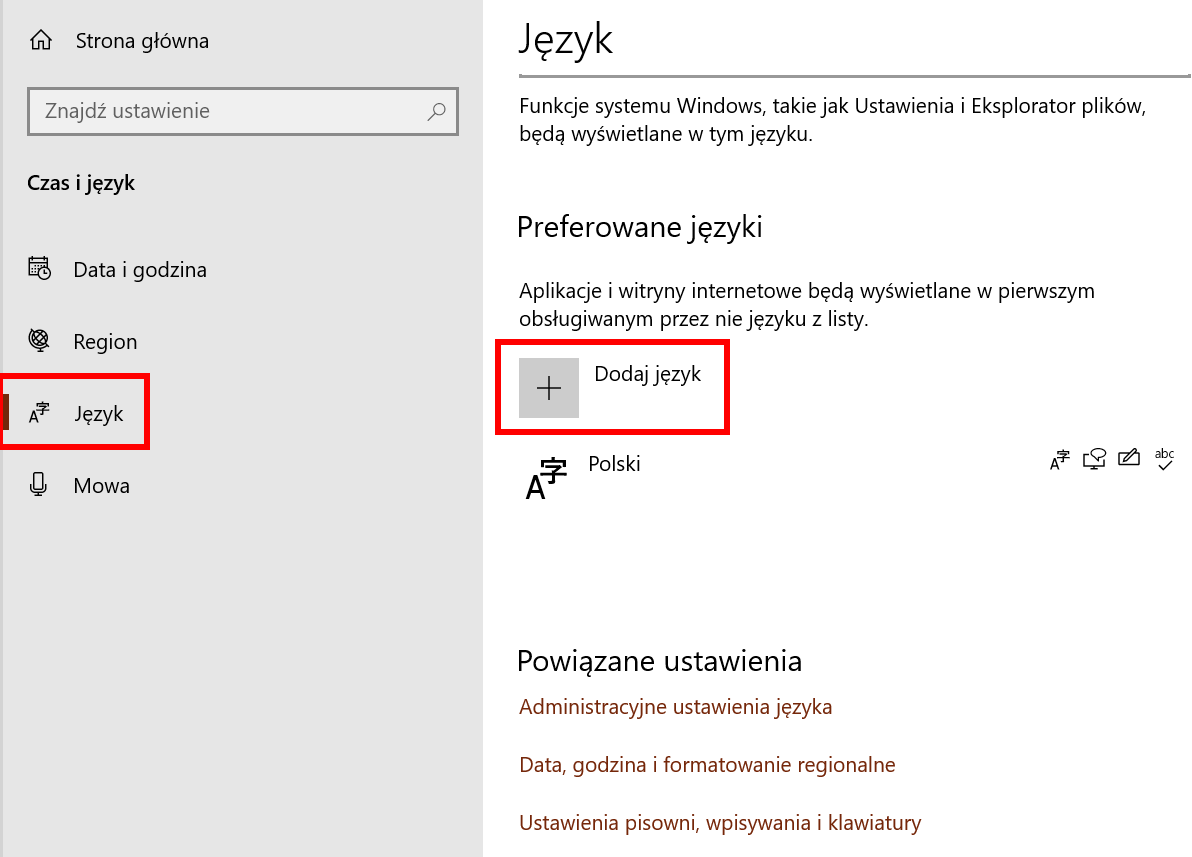 Strona główna
Znajdź ustawienie
Czas i język
Data i godzina
Region
Język
Mowa
Język
Funkcje systemu Windows, takie jak Ustawienia i Eksplorator plików,
będą wyświetlane w tym języku.
Preferowane języki
Aplikacje i witryny internetowe będą wyświetlane w pierwszym
obsługiwanym przez nie języku z listy.
Dodaj język
Polski
abc
Powiązane ustawienia
Administracyjne ustawienia języka
Data, godzina i formatowanie regionalne
Ustawienia pisowni, wpisywania i klawiatury